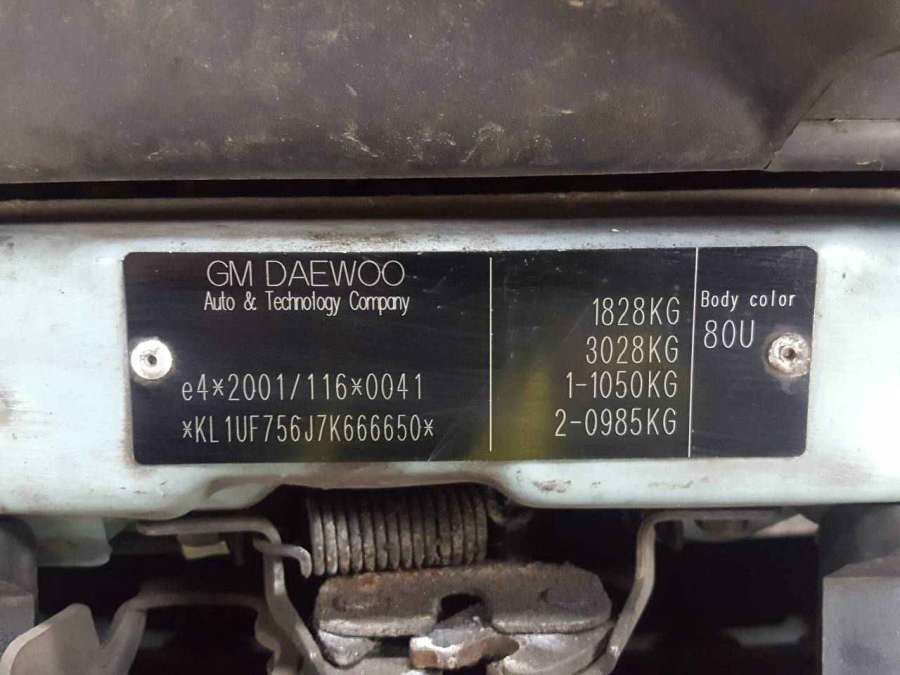 GM DAEWOO
Auto & Technology Company
e4*2001/116*0041
*KL1UF756J7K666650*
1828KG
3028KG
1-1050KG
2-0985KG
Body color
80U